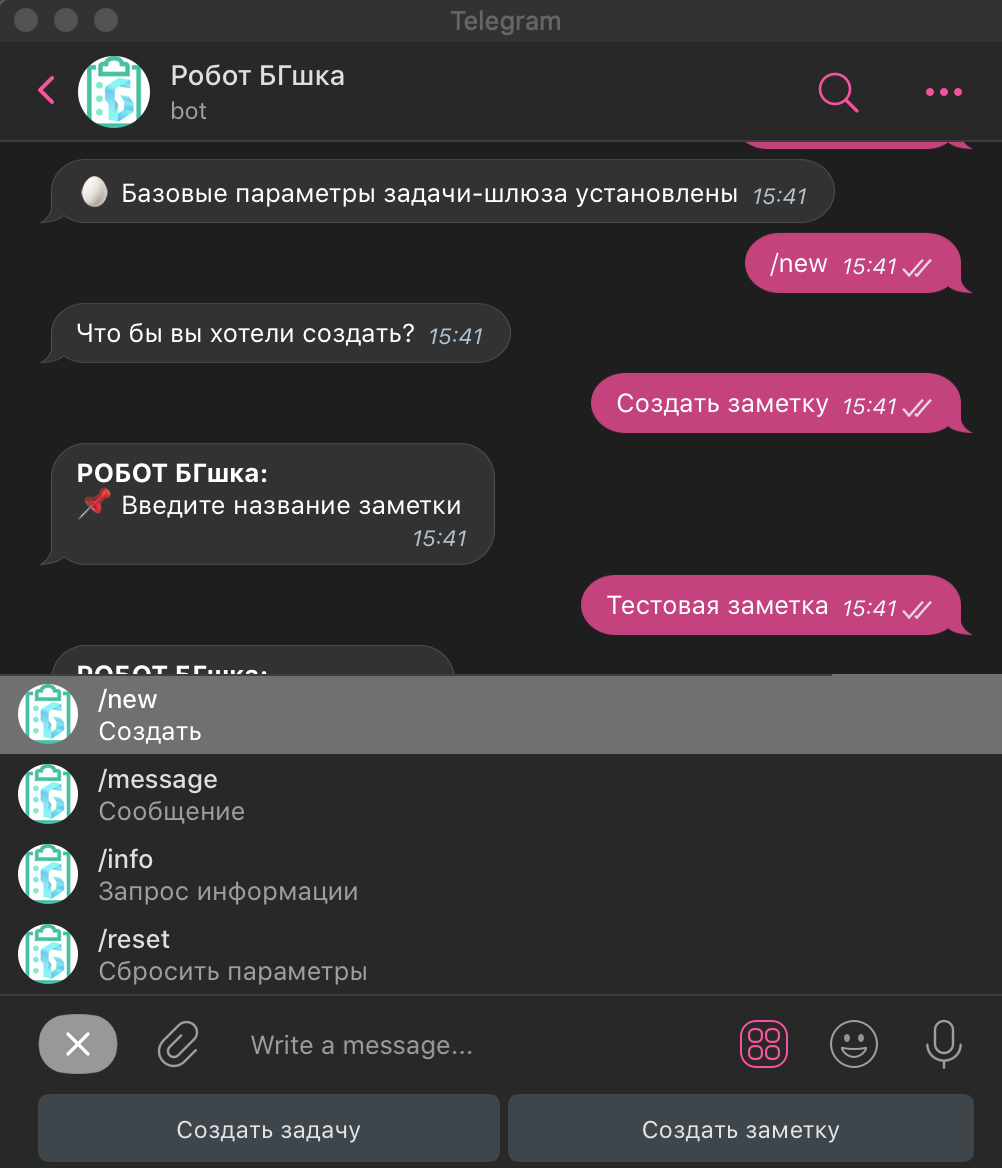 Telegram
Робот БГшка
bot
Базовые параметры задачи-шлюза установлены 15:41
/new 15:41
Что бы вы хотели создать? 15:41
Создать заметку 15:41
РОБОТ БГшка:
Введите название заметки
15:41
Тестовая заметка 15:41
РОБОТ БГшка:
/new
Создать
/message
Сообщение
/info
Запрос информации
/reset
Сбросить параметры
Write a message...
Создать задачу
Создать заметку